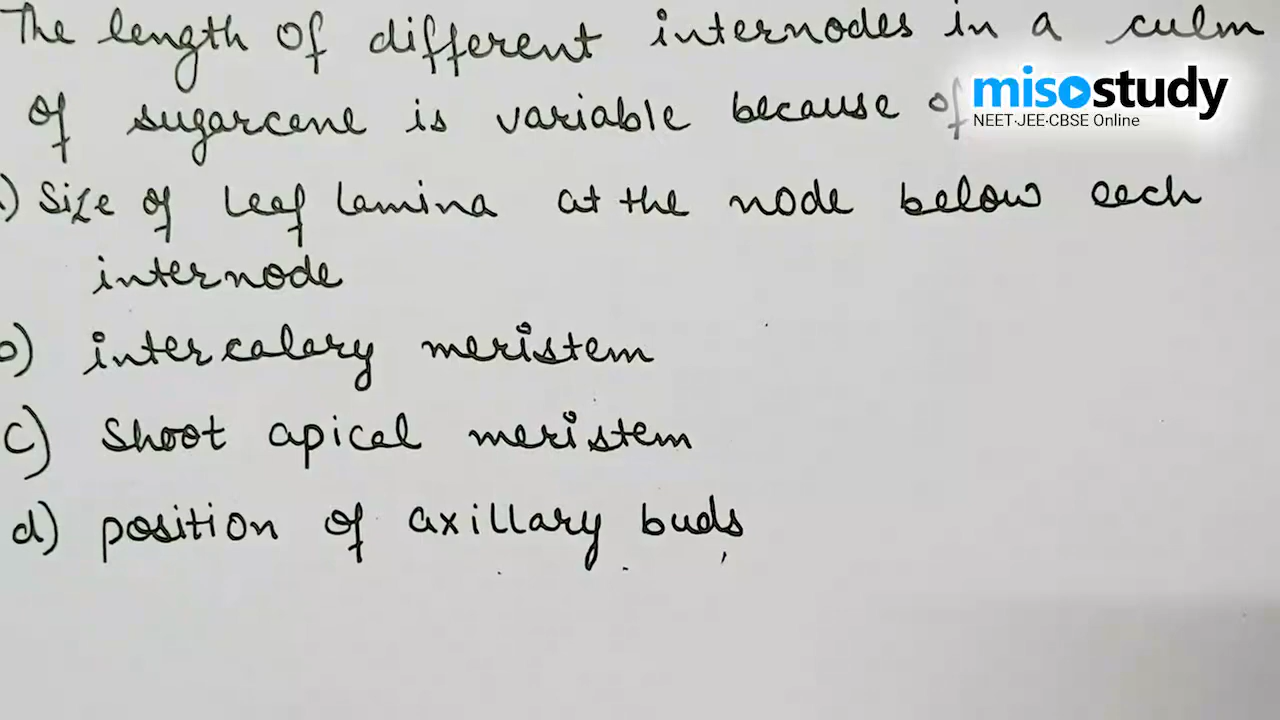 The length of different internodes in a culm
of sugarcane is variable because of
misostudy
NEET·JEE·CBSE Online
) Size of Leaf lamina at the node below each
internode
b) intercalary meristem
c) Shoot apical meristem
d) position of axillary buds